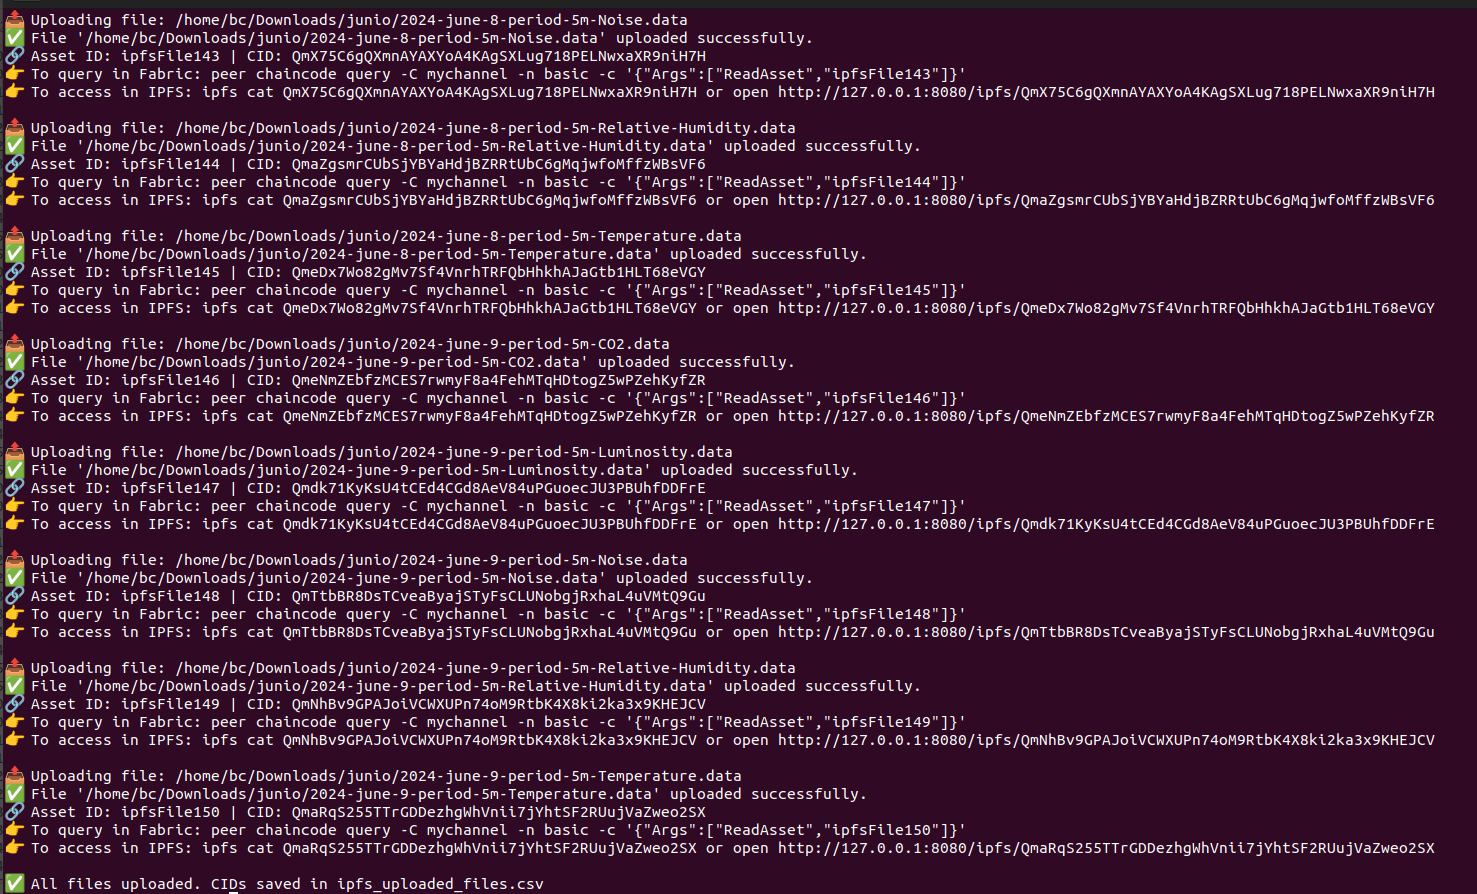 📤 Uploading file: /home/bc/Downloads/junio/2024-june-8-period-5m-Noise.data
✅ File '/home/bc/Downloads/junio/2024-june-8-period-5m-Noise.data' uploaded successfully.
🔗 Asset ID: ipfsFile143 | CID: QmX75C6gQXmnAYAXYoA4KAgSXLug718PELNwxaXR9niH7H
👉 To query in Fabric: peer chaincode query -C mychannel -n basic -c '{"Args":["ReadAsset","ipfsFile143"]}'
👉 To access in IPFS: ipfs cat QmX75C6gQXmnAYAXYoA4KAgSXLug718PELNwxaXR9niH7H or open http://127.0.0.1:8080/ipfs/QmX75C6gQXmnAYAXYoA4KAgSXLug718PELNwxaXR9niH7H
📤 Uploading file: /home/bc/Downloads/junio/2024-june-8-period-5m-Relative-Humidity.data
✅ File '/home/bc/Downloads/junio/2024-june-8-period-5m-Relative-Humidity.data' uploaded successfully.
🔗 Asset ID: ipfsFile144 | CID: QmaZgsmrCUbSjYBYaHdjBZRRtUbC6gMqjwfoMffzWBsVF6
👉 To query in Fabric: peer chaincode query -C mychannel -n basic -c '{"Args":["ReadAsset","ipfsFile144"]}'
👉 To access in IPFS: ipfs cat QmaZgsmrCUbSjYBYaHdjBZRRtUbC6gMqjwfoMffzWBsVF6 or open http://127.0.0.1:8080/ipfs/QmaZgsmrCUbSjYBYaHdjBZRRtUbC6gMqjwfoMffzWBsVF6
📤 Uploading file: /home/bc/Downloads/junio/2024-june-8-period-5m-Temperature.data
✅ File '/home/bc/Downloads/junio/2024-june-8-period-5m-Temperature.data' uploaded successfully.
🔗 Asset ID: ipfsFile145 | CID: QmeDx7Wo82gMv7Sf4VnrhTRFQbHhkhAJaGtb1HLT68eVGY
👉 To query in Fabric: peer chaincode query -C mychannel -n basic -c '{"Args":["ReadAsset","ipfsFile145"]}'
👉 To access in IPFS: ipfs cat QmeDx7Wo82gMv7Sf4VnrhTRFQbHhkhAJaGtb1HLT68eVGY or open http://127.0.0.1:8080/ipfs/QmeDx7Wo82gMv7Sf4VnrhTRFQbHhkhAJaGtb1HLT68eVGY
📤 Uploading file: /home/bc/Downloads/junio/2024-june-9-period-5m-CO2.data
✅ File '/home/bc/Downloads/junio/2024-june-9-period-5m-CO2.data' uploaded successfully.
🔗 Asset ID: ipfsFile146 | CID: QmeNmZEbfzMCES7rwmyF8a4FehMTqHDtogZ5wPZehKyfZR
👉 To query in Fabric: peer chaincode query -C mychannel -n basic -c '{"Args":["ReadAsset","ipfsFile146"]}'
👉 To access in IPFS: ipfs cat QmeNmZEbfzMCES7rwmyF8a4FehMTqHDtogZ5wPZehKyfZR or open http://127.0.0.1:8080/ipfs/QmeNmZEbfzMCES7rwmyF8a4FehMTqHDtogZ5wPZehKyfZR
📤 Uploading file: /home/bc/Downloads/junio/2024-june-9-period-5m-Luminosity.data
✅ File '/home/bc/Downloads/junio/2024-june-9-period-5m-Luminosity.data' uploaded successfully.
🔗 Asset ID: ipfsFile147 | CID: Qmdk71KyKsU4tCEd4CGd8AeV84uPGuoecJU3PBUhfDDFrE
👉 To query in Fabric: peer chaincode query -C mychannel -n basic -c '{"Args":["ReadAsset","ipfsFile147"]}'
👉 To access in IPFS: ipfs cat Qmdk71KyKsU4tCEd4CGd8AeV84uPGuoecJU3PBUhfDDFrE or open http://127.0.0.1:8080/ipfs/Qmdk71KyKsU4tCEd4CGd8AeV84uPGuoecJU3PBUhfDDFrE
📤 Uploading file: /home/bc/Downloads/junio/2024-june-9-period-5m-Noise.data
✅ File '/home/bc/Downloads/junio/2024-june-9-period-5m-Noise.data' uploaded successfully.
🔗 Asset ID: ipfsFile148 | CID: QmTtbBR8DsTCveaByajSTyFsCLUNobgjRxhaL4uVMtQ9Gu
👉 To query in Fabric: peer chaincode query -C mychannel -n basic -c '{"Args":["ReadAsset","ipfsFile148"]}'
👉 To access in IPFS: ipfs cat QmTtbBR8DsTCveaByajSTyFsCLUNobgjRxhaL4uVMtQ9Gu or open http://127.0.0.1:8080/ipfs/QmTtbBR8DsTCveaByajSTyFsCLUNobgjRxhaL4uVMtQ9Gu
📤 Uploading file: /home/bc/Downloads/junio/2024-june-9-period-5m-Relative-Humidity.data
✅ File '/home/bc/Downloads/junio/2024-june-9-period-5m-Relative-Humidity.data' uploaded successfully.
🔗 Asset ID: ipfsFile149 | CID: QmNhBv9GPAJoiVCWXUPn74oM9RtbK4X8ki2ka3x9KHEJCV
👉 To query in Fabric: peer chaincode query -C mychannel -n basic -c '{"Args":["ReadAsset","ipfsFile149"]}'
👉 To access in IPFS: ipfs cat QmNhBv9GPAJoiVCWXUPn74oM9RtbK4X8ki2ka3x9KHEJCV or open http://127.0.0.1:8080/ipfs/QmNhBv9GPAJoiVCWXUPn74oM9RtbK4X8ki2ka3x9KHEJCV
📤 Uploading file: /home/bc/Downloads/junio/2024-june-9-period-5m-Temperature.data
✅ File '/home/bc/Downloads/junio/2024-june-9-period-5m-Temperature.data' uploaded successfully.
🔗 Asset ID: ipfsFile150 | CID: QmaRqS255TTrGDDezhgWhVnii7jYhtSF2RUujVaZweo2SX
👉 To query in Fabric: peer chaincode query -C mychannel -n basic -c '{"Args":["ReadAsset","ipfsFile150"]}'
👉 To access in IPFS: ipfs cat QmaRqS255TTrGDDezhgWhVnii7jYhtSF2RUujVaZweo2SX or open http://127.0.0.1:8080/ipfs/QmaRqS255TTrGDDezhgWhVnii7jYhtSF2RUujVaZweo2SX
✅ All files uploaded. CIDs saved in ipfs_uploaded_files.csv